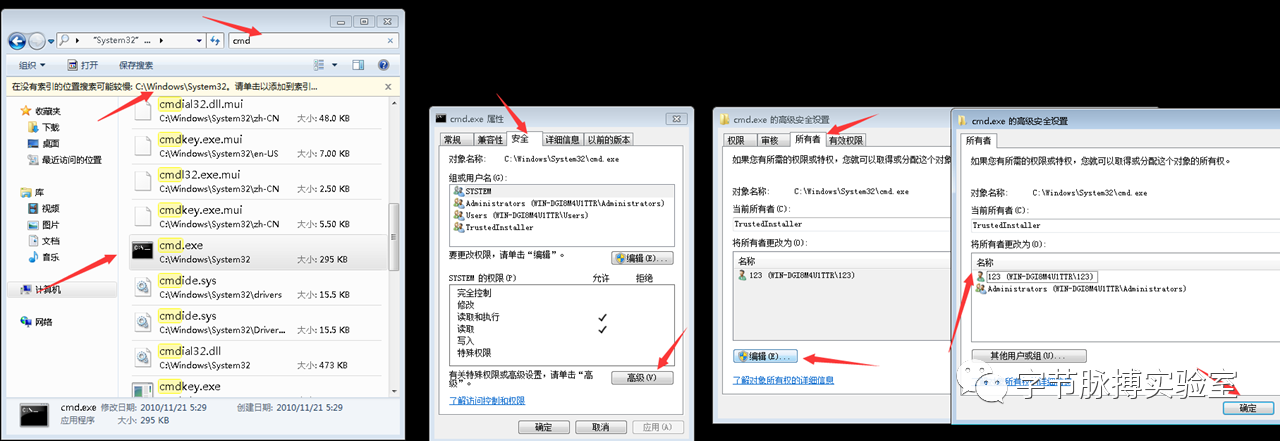 "System32" ...
cmd
组织
打开
保存搜索
在没有索引的位置搜索可能较慢: C:\Windows\System32。请单击以添加到索引...
收藏夹
下载
桌面
最近访问的位置
库
视频
图片
文档
音乐
计算机
网络
cmdial32.dll.mui
C:\Windows\System32\zh-CN
大小: 48.0 KB
cmdkey.exe.mui
C:\Windows\System32\en-US
大小: 7.00 KB
cmdl32.exe.mui
C:\Windows\System32\zh-CN
大小: 2.50 KB
cmdkey.exe.mui
C:\Windows\System32\zh-CN
大小: 5.50 KB
cmd.exe
C:\Windows\System32
大小: 295 KB
cmdide.sys
C:\Windows\System32\drivers
大小: 15.5 KB
cmdide.sys
C:\Windows\System32\Driver...
大小: 15.5 KB
cmdial32.dll
C:\Windows\System32
大小: 473 KB
cmdkey.exe
cmd.exe 修改日期: 2010/11/21 5:29 创建日期: 2010/11/21 5:29
应用程序 大小: 295 KB
cmd.exe 属性
常规 兼容性 安全 详细信息 以前的版本
对象名称: C:\Windows\System32\cmd.exe
组或用户名(G):
SYSTEM
Administrators (WIN-DGI8M4U1TTR\Administrators)
Users (WIN-DGI8M4U1TTR\Users)
TrustedInstaller
要更改权限，请单击“编辑”。
编辑(E)...
SYSTEM 的权限(P) 允许 拒绝
完全控制
修改
读取和执行
读取
写入
特殊权限
有关特殊权限或高级设置，请单击“高级”。
高级(V)
了解访问控制和权限
确定 取消 应用(A)
cmd.exe 的高级安全设置
权限 审核 所有者 有效权限
如果您有所需的权限或特权，您就可以取得或分配这个对象
对象名称: C:\Windows\System32\cmd.exe
当前所有者(C):
TrustedInstaller
将所有者更改为(O):
名称
123 (WIN-DGI8M4U1TTR\123)
编辑(E)...
了解对象所有权的详细信息
cmd.exe 的高级安全设置
所有者
如果您有所需的权限或特权，您就可以取得或分配这个对象的所有权。
对象名称: C:\Windows\System32\cmd.exe
当前所有者(C):
TrustedInstaller
将所有者更改为(O):
名称
123 (WIN-DGI8M4U1TTR\123)
Administrators (WIN-DGI8M4U1TTR\Administrators)
其他用户或组(U)...
字节脉搏实验室
确定